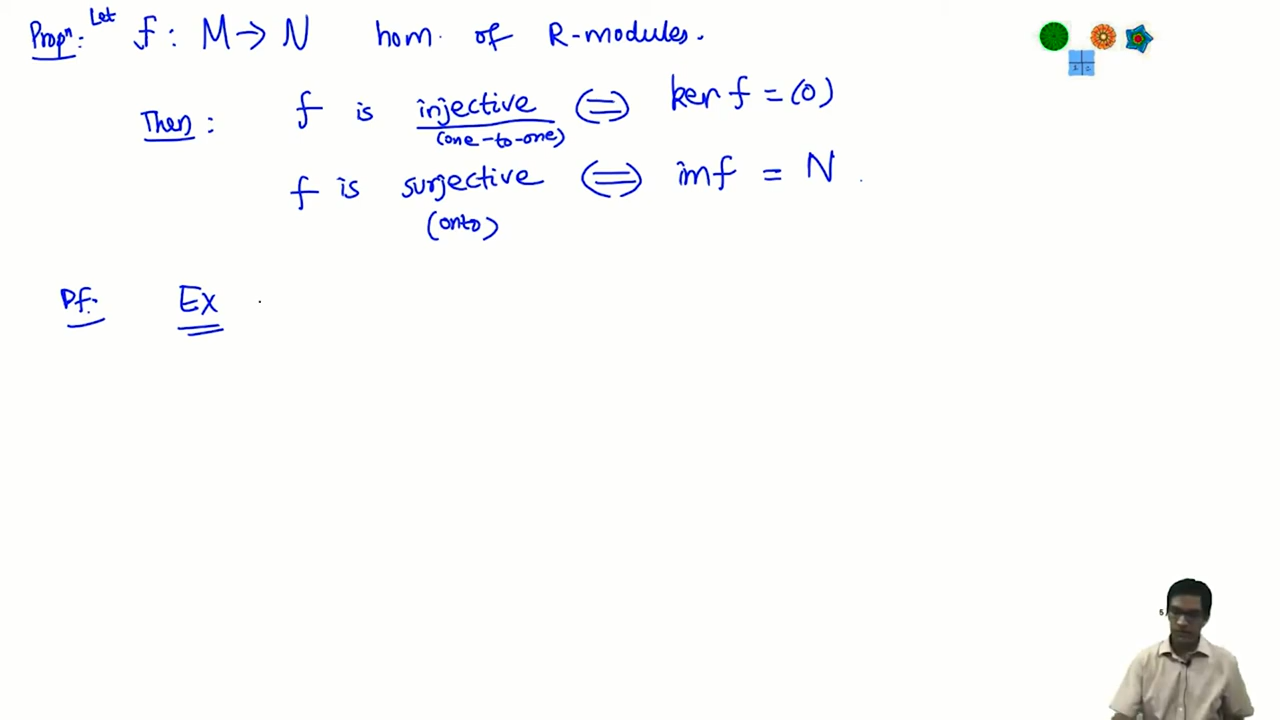 Propⁿ: Let f : M → N hom. of R-modules.
Then : f is injective ⟺ ker f = (0)
(one-to-one)
f is surjective ⟺ im f = N.
(onto)
Pf: Ex